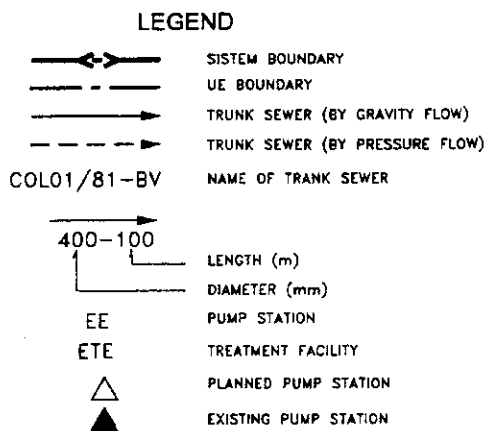 LEGEND
SISTEM BOUNDARY
UE BOUNDARY
TRUNK SEWER (BY GRAVITY FLOW)
TRUNK SEWER (BY PRESSURE FLOW)
COL01/81-BV NAME OF TRANK SEWER
400-100
LENGTH (m)
DIAMETER (mm)
EE PUMP STATION
ETE TREATMENT FACILITY
PLANNED PUMP STATION
EXISTING PUMP STATION